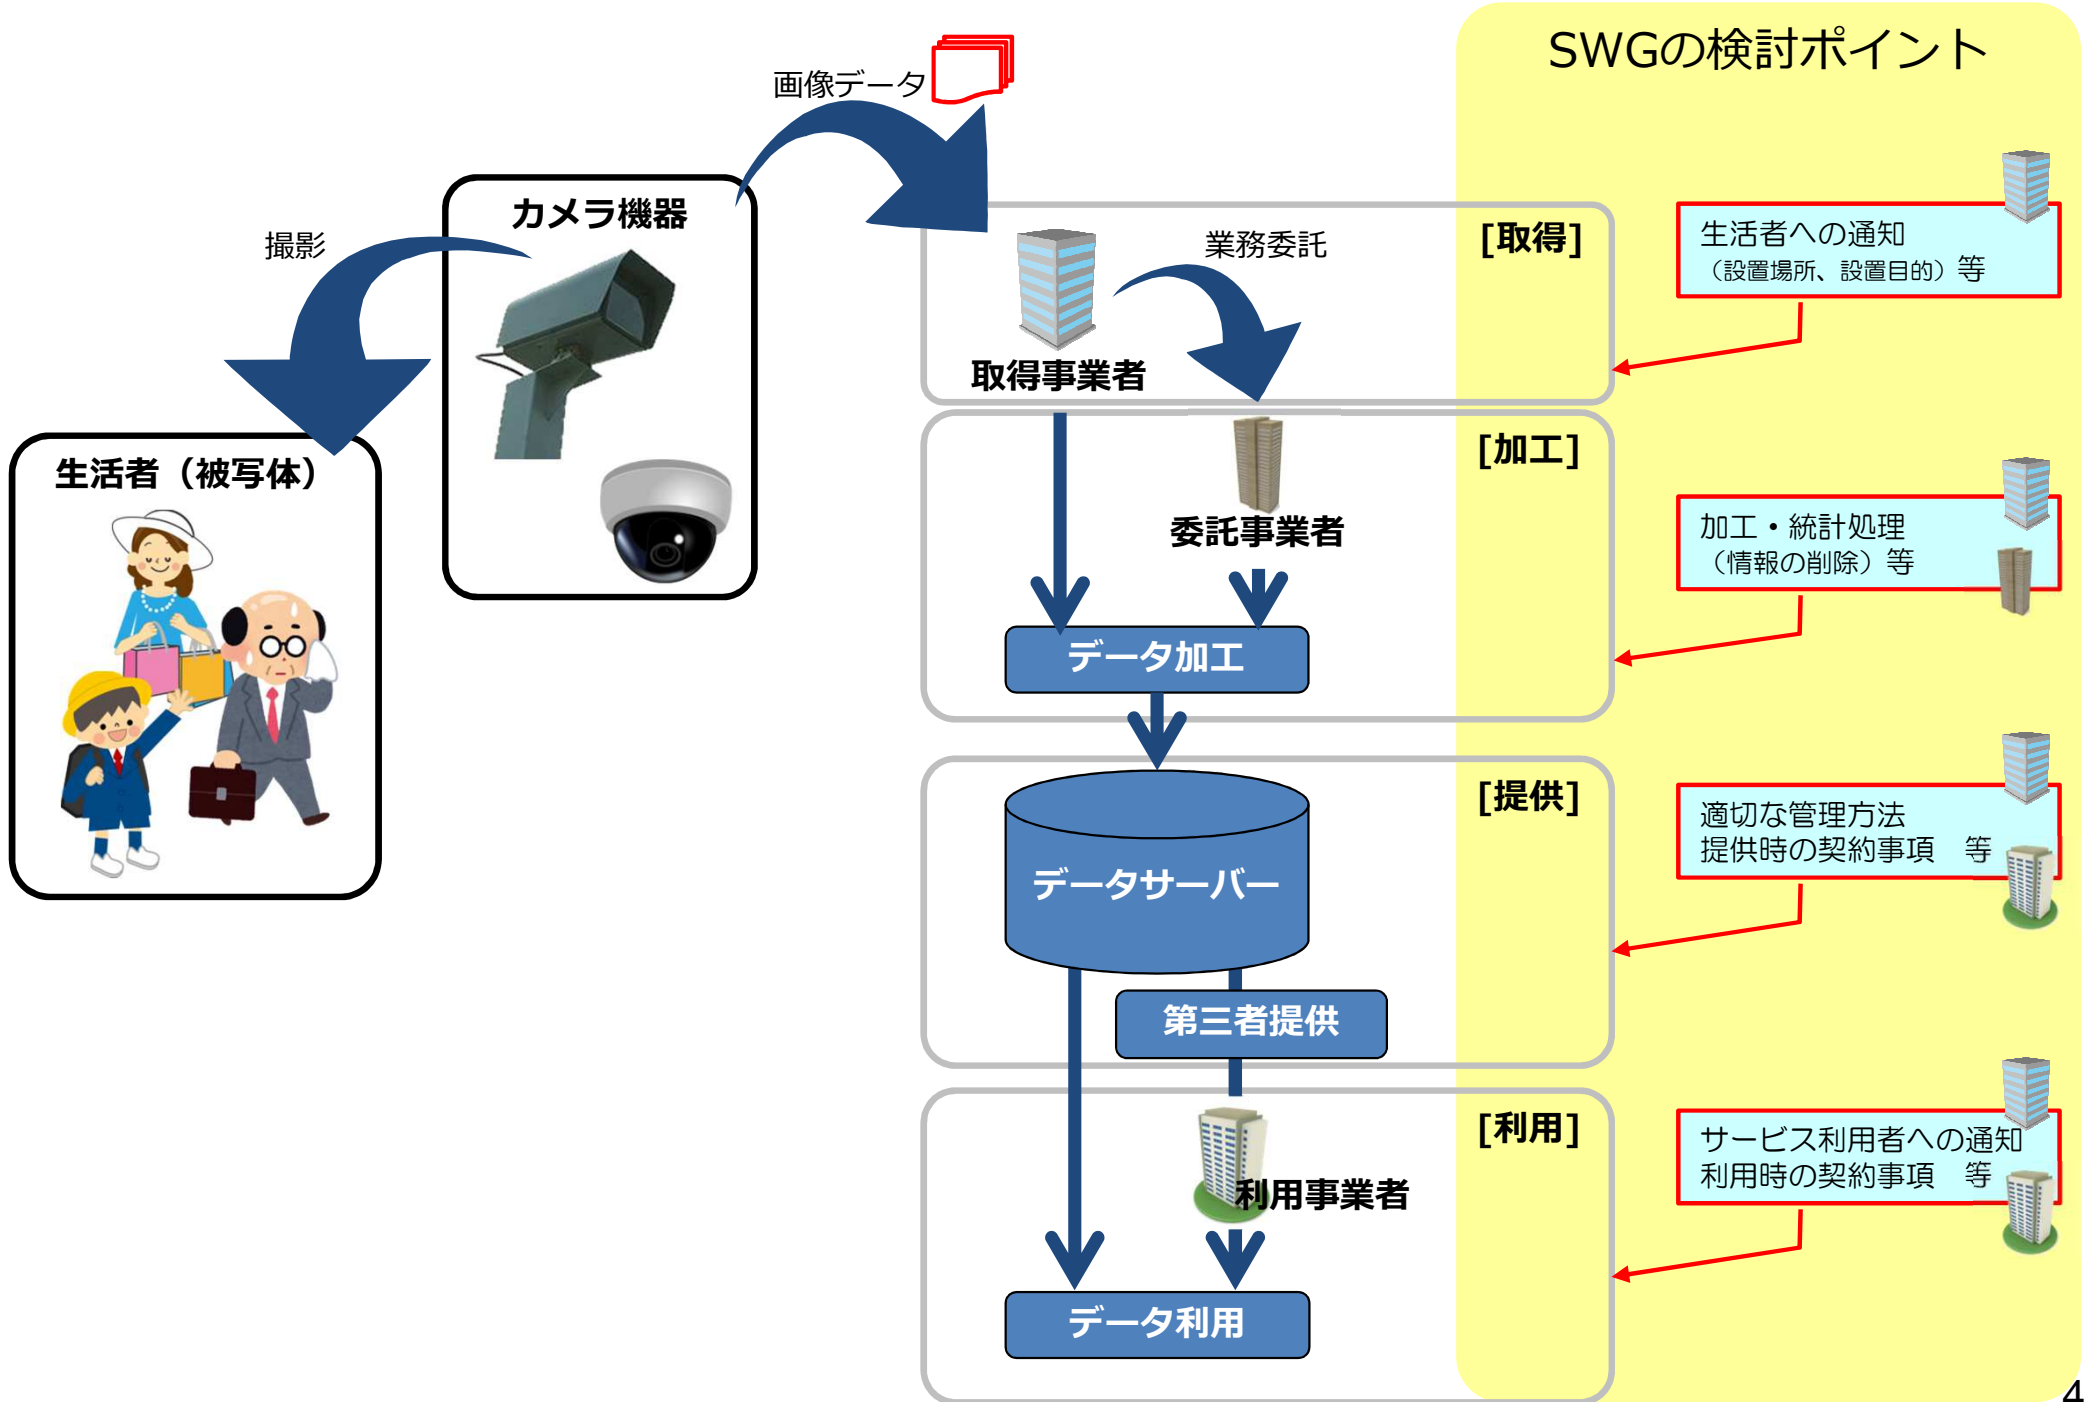 SWGの検討ポイント
画像データ
カメラ機器
撮影
生活者（被写体）
[取得]
業務委託
取得事業者
生活者への通知
（設置場所、設置目的）等
[加工]
委託事業者
データ加工
加工・統計処理
（情報の削除）等
[提供]
データサーバー
第三者提供
適切な管理方法
提供時の契約事項　等
[利用]
利用事業者
データ利用
サービス利用者への通知
利用時の契約事項　等
4